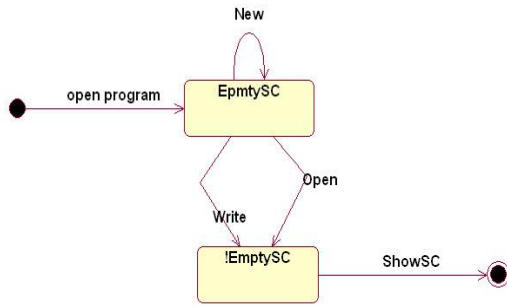 New
open program
EpmtySC
Open
Write
!EmptySC
ShowSC